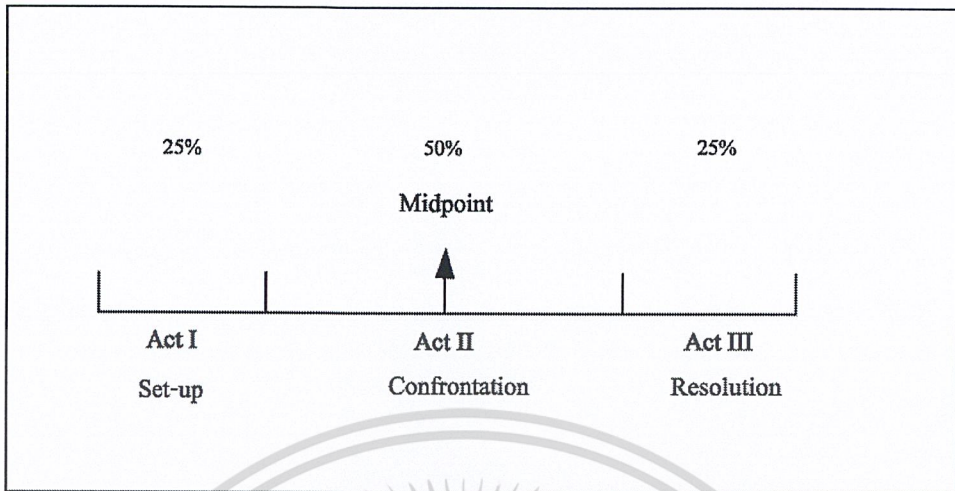 25% 50% 25%
Midpoint
Act I Act II Act III
Set-up Confrontation Resolution